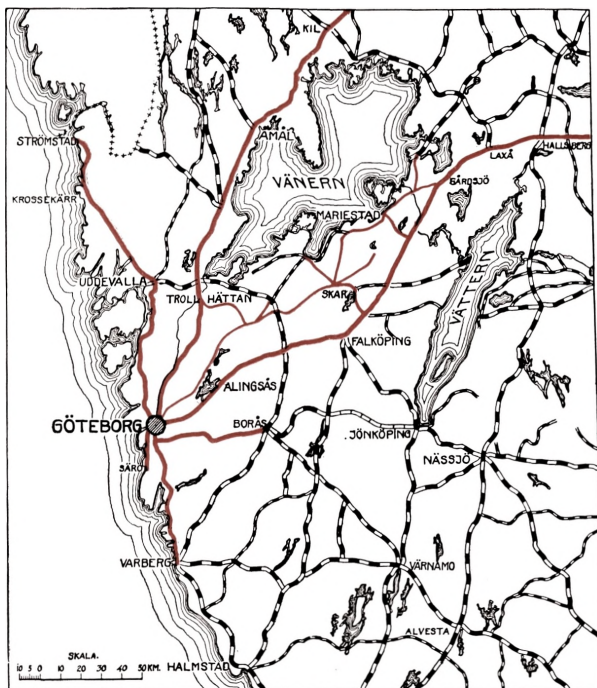 KIL
STRÖMSTAD
ÅMÅL
LAXÅ
HALLSBERG
VÄNERN
GÅRDSJÖ
KROSSEKÄRR
MARIESTAD
UDDEVALLA
TROLLHÄTTAN
SKARA
VÄTTERN
FALKÖPING
ALINGSÅS
GÖTEBORG
BORÅS
JÖNKÖPING
NÄSSJÖ
SÄRÖ
VARBERG
VÄRNAMO
ALVESTA
SKALA.
HALMSTAD
10 5 0 10 20 30 40 50 KM.